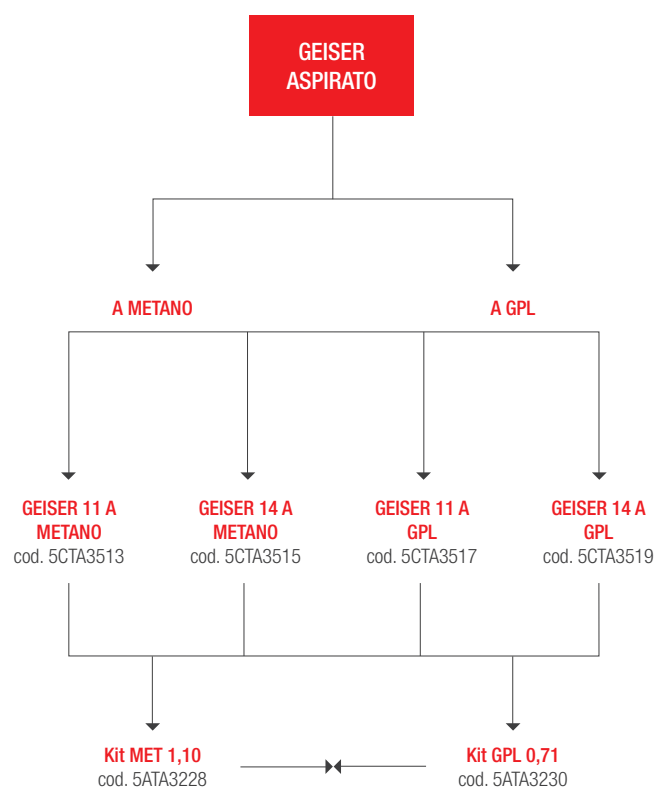 GEISER
ASPIRATO
A METANO
A GPL
GEISER 11 A
METANO
cod. 5CTA3513
GEISER 14 A
METANO
cod. 5CTA3515
GEISER 11 A
GPL
cod. 5CTA3517
GEISER 14 A
GPL
cod. 5CTA3519
Kit MET 1,10
cod. 5ATA3228
Kit GPL 0,71
cod. 5ATA3230